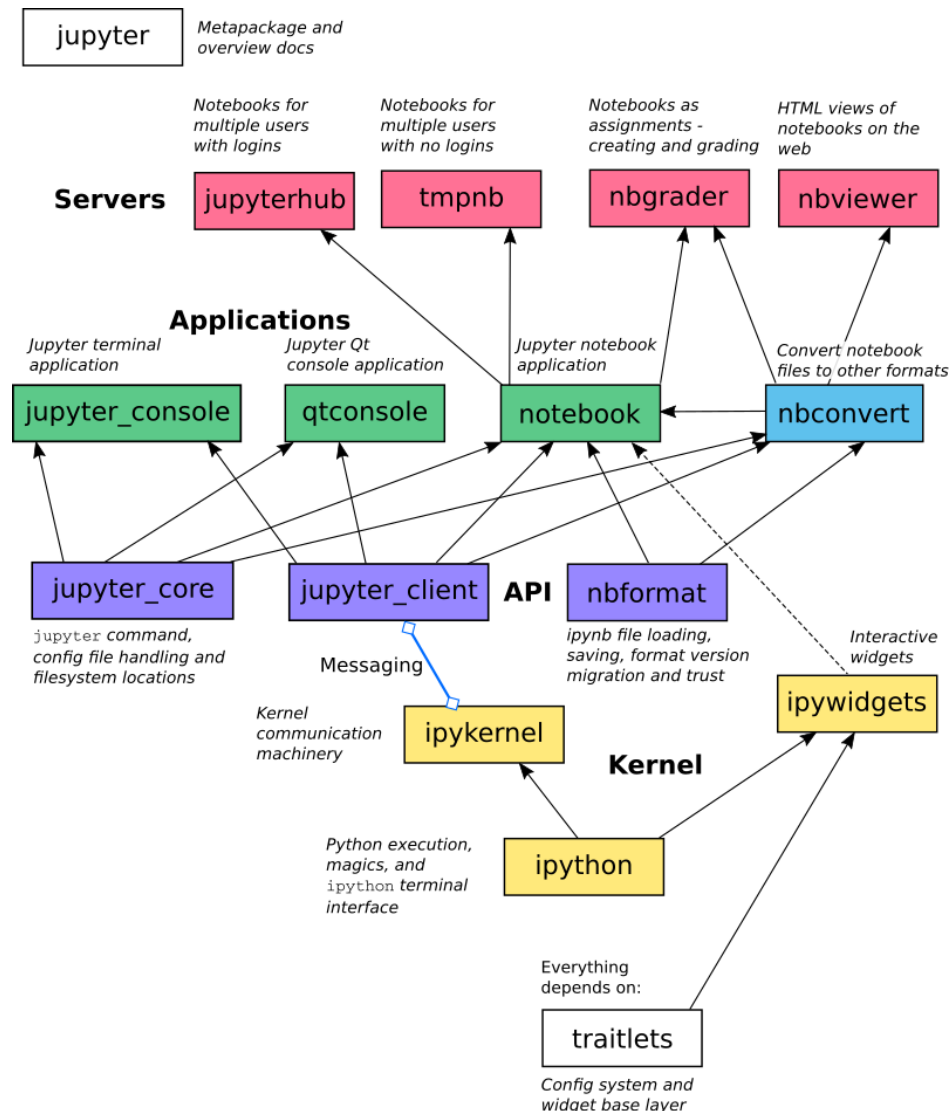 jupyter
Metapackage and
overview docs
Notebooks for
multiple users
with logins
Notebooks for
multiple users
with no logins
Notebooks as
assignments -
creating and grading
HTML views of
notebooks on the
web
Servers
jupyterhub
tmpnb
nbgrader
nbviewer
Applications
Jupyter terminal
application
Jupyter Qt
console application
Jupyter notebook
application
Convert notebook
files to other formats
jupyter_console
qtconsole
notebook
nbconvert
jupyter_core
jupyter_client
API
nbformat
jupyter command,
config file handling and
filesystem locations
Messaging
ipynb file loading,
saving, format version
migration and trust
Interactive
widgets
Kernel
communication
machinery
ipykernel
ipywidgets
Kernel
Python execution,
magics, and
ipython terminal
interface
ipython
Everything
depends on:
traitlets
Config system and
widget base layer